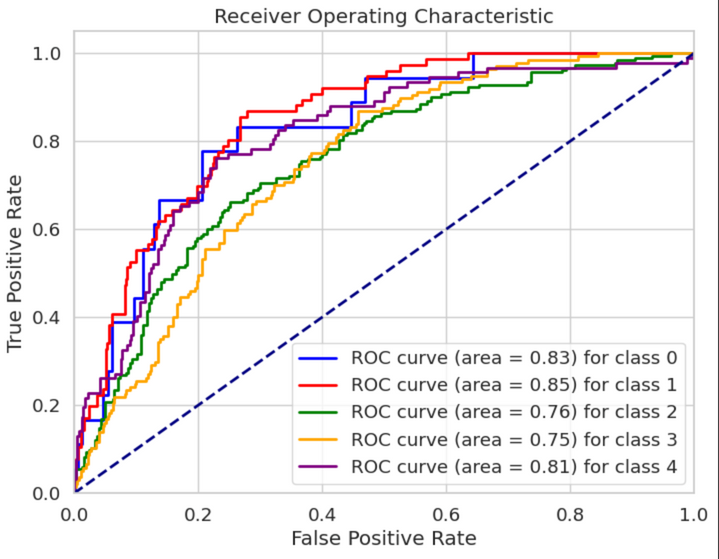 Receiver Operating Characteristic
1.0
0.8
0.6
0.4
0.2
0.0
True Positive Rate
ROC curve (area = 0.83) for class 0
ROC curve (area = 0.85) for class 1
ROC curve (area = 0.76) for class 2
ROC curve (area = 0.75) for class 3
ROC curve (area = 0.81) for class 4
0.0 0.2 0.4 0.6 0.8 1.0
False Positive Rate